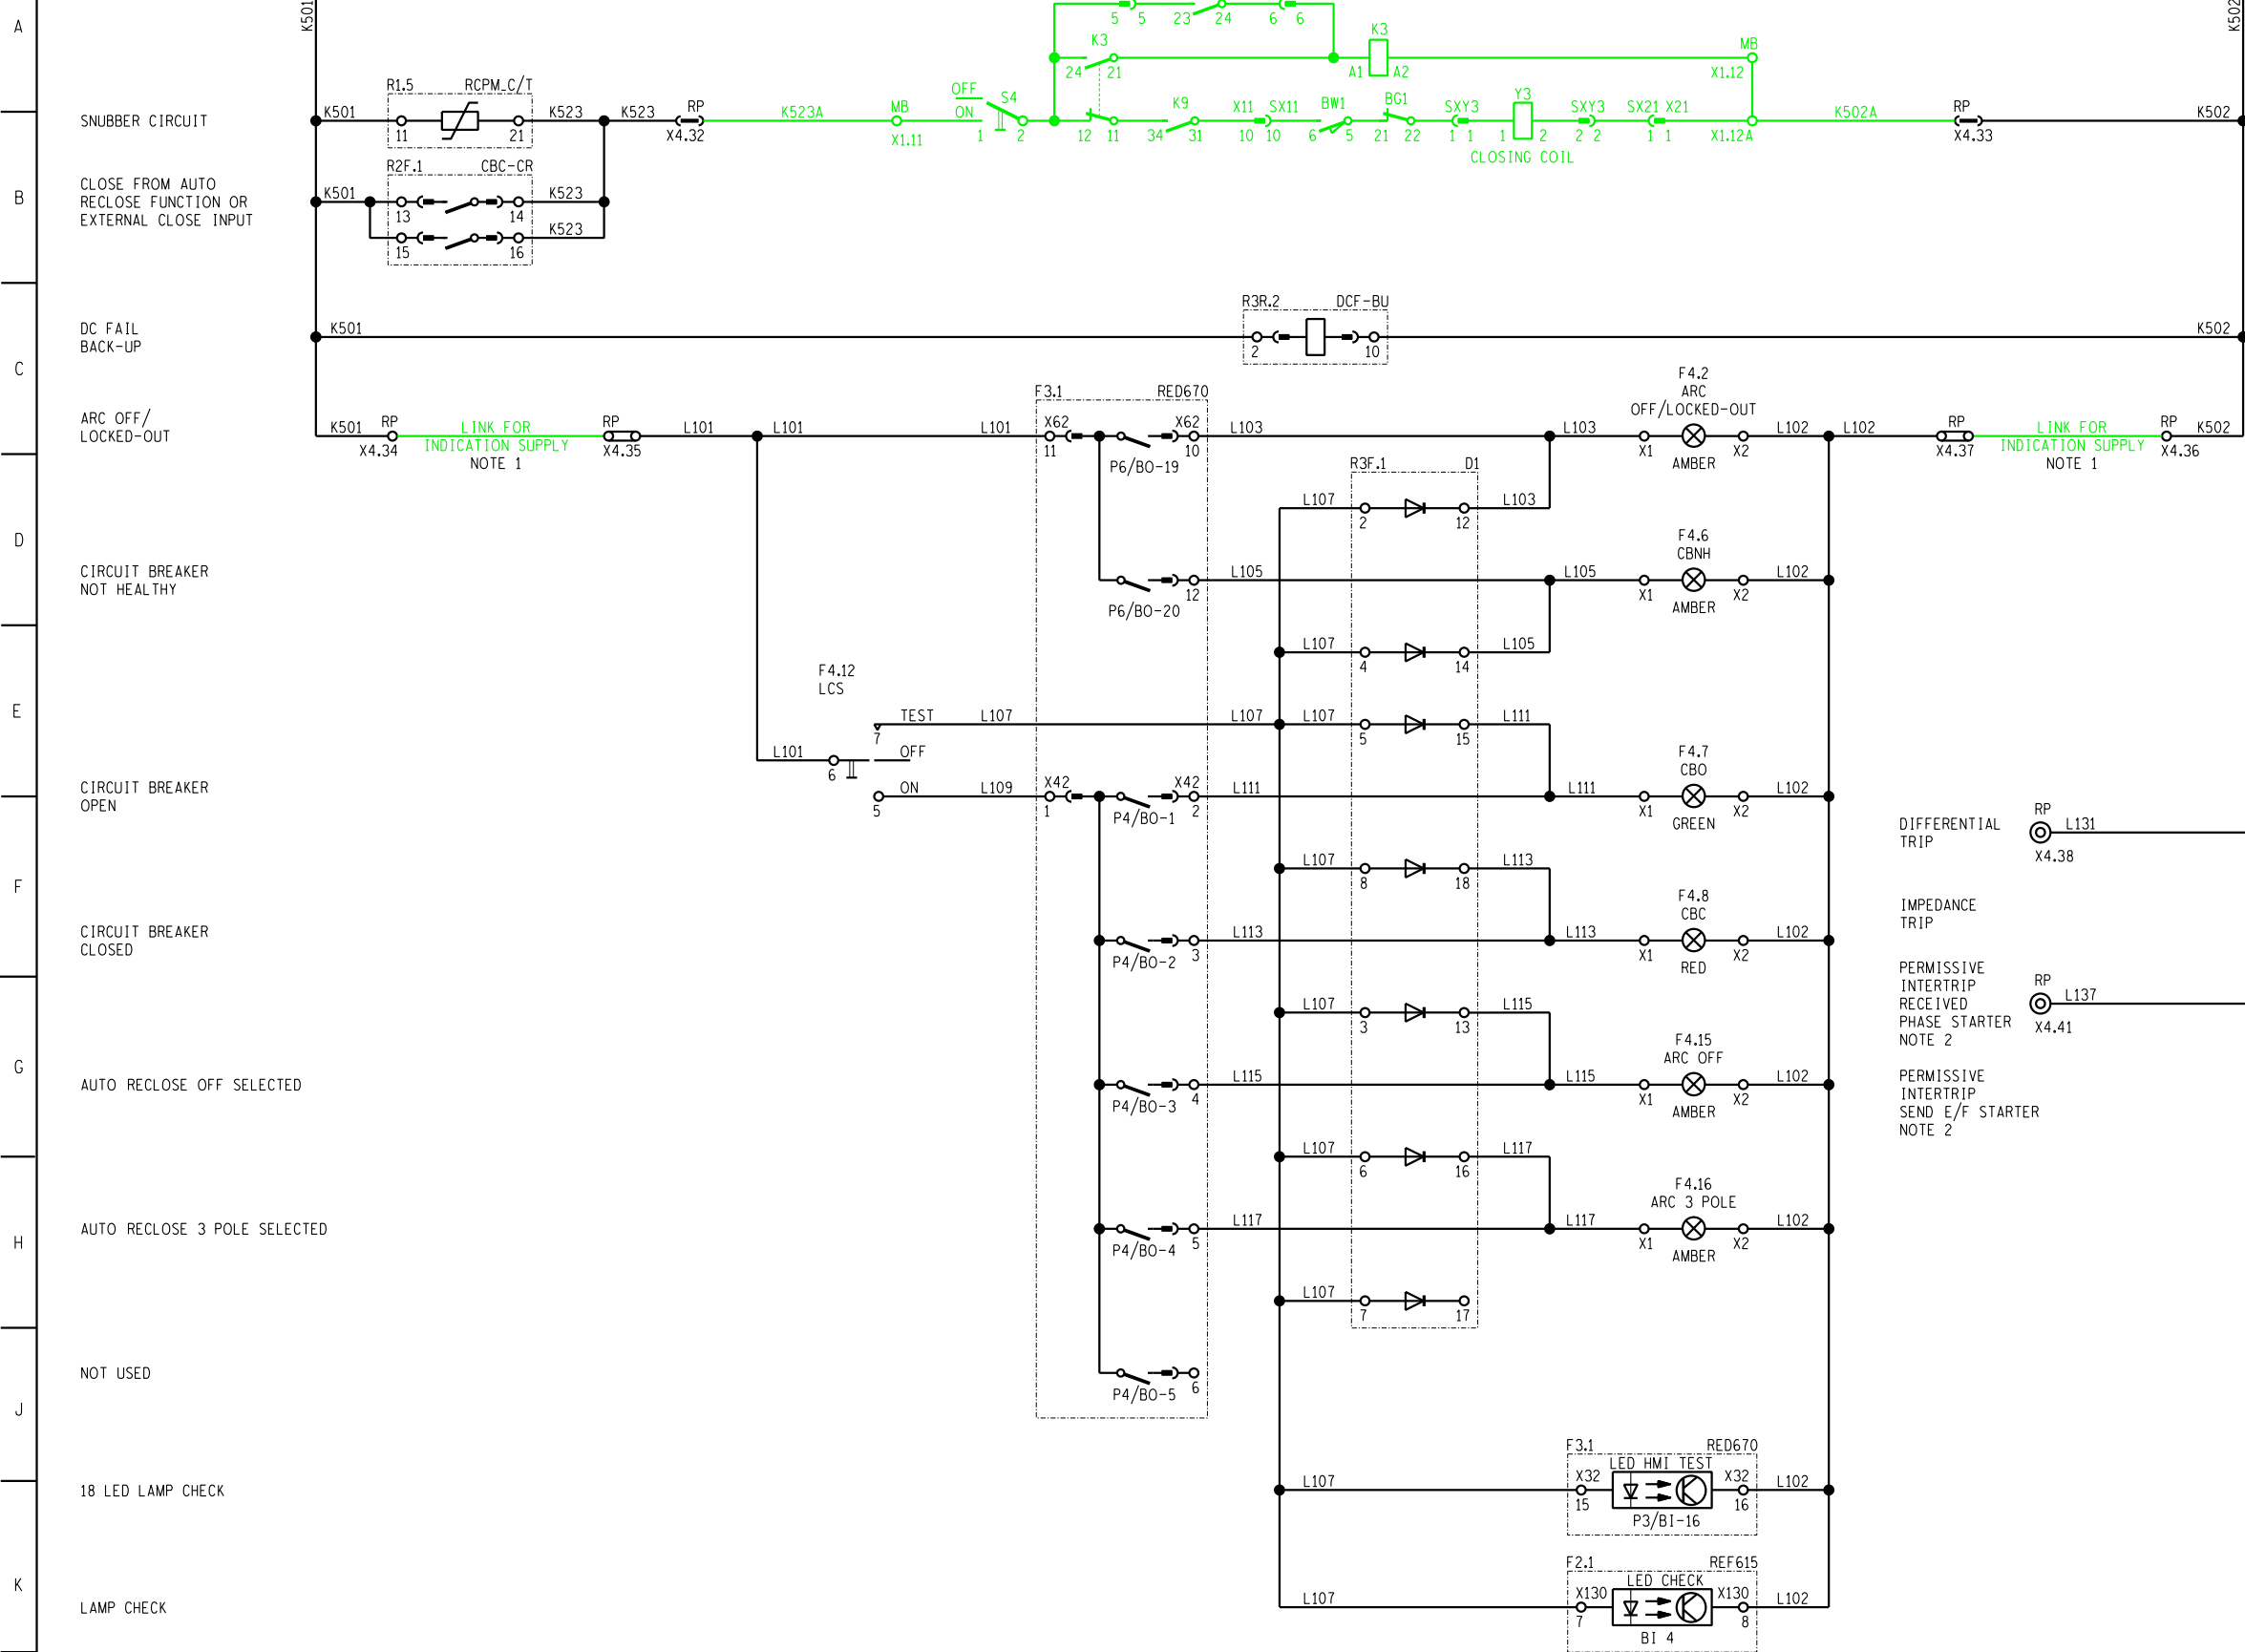 A
K501
5 5 23 24 6 6
K502
K3
24 21
K3
A1 A2
MB
X1.12
SNUBBER CIRCUIT
K501
R1.5 RCPM_C/T
11 21
K523
K523
RP
X4.32
K523A
MB
X1.11
OFF
ON
S4
1 2
12 11
K9
34 31
X11 SX11
10 10
BW1
6 5
BG1
21 22
SXY3
1 1
Y3
1 2
CLOSING COIL
SXY3
2 2
SX21 X21
1 1
X1.12A
K502A
RP
X4.33
K502
B
CLOSE FROM AUTO
RECLOSE FUNCTION OR
EXTERNAL CLOSE INPUT
K501
R2F.1 CBC-CR
13 14
K523
15 16
K523
C
DC FAIL
BACK-UP
K501
R3R.2 DCF-BU
2 10
K502
ARC OFF/
LOCKED-OUT
K501
RP
X4.34
LINK FOR
INDICATION SUPPLY
NOTE 1
RP
X4.35
L101
L101
L101
F3.1 RED670
X62
11
P6/BO-19
X62
10
L103
L103
F4.2
ARC
OFF/LOCKED-OUT
X1 X2
AMBER
L102
L102
RP
X4.37
LINK FOR
INDICATION SUPPLY
NOTE 1
RP
X4.36
K502
R3F.1 D1
L107
2 12
L103
D
CIRCUIT BREAKER
NOT HEALTHY
P6/BO-20
12
L105
L105
F4.6
CBNH
X1 X2
AMBER
L102
L107
4 14
L105
E
F4.12
LCS
TEST
7
L107
L107
L107
5 15
L111
L101
6
OFF
CIRCUIT BREAKER
OPEN
ON
5
L109
X42
1
P4/BO-1
X42
2
L111
L111
F4.7
CBO
X1 X2
GREEN
L102
DIFFERENTIAL
TRIP
RP
X4.38
L131
F
L107
8 18
L113
IMPEDANCE
TRIP
CIRCUIT BREAKER
CLOSED
P4/BO-2
3
L113
L113
F4.8
CBC
X1 X2
RED
L102
PERMISSIVE
INTERTRIP
RECEIVED
PHASE STARTER
NOTE 2
RP
X4.41
L137
L107
3 13
L115
G
AUTO RECLOSE OFF SELECTED
P4/BO-3
4
L115
L115
F4.15
ARC OFF
X1 X2
AMBER
L102
PERMISSIVE
INTERTRIP
SEND E/F STARTER
NOTE 2
L107
6 16
L117
H
AUTO RECLOSE 3 POLE SELECTED
P4/BO-4
5
L117
L117
F4.16
ARC 3 POLE
X1 X2
AMBER
L102
L107
7 17
NOT USED
P4/BO-5
6
J
18 LED LAMP CHECK
L107
F3.1 RED670
LED HMI TEST
X32
15
X32
16
P3/BI-16
L102
K
LAMP CHECK
L107
F2.1 REF615
LED CHECK
X130
7
X130
8
BI 4
L102